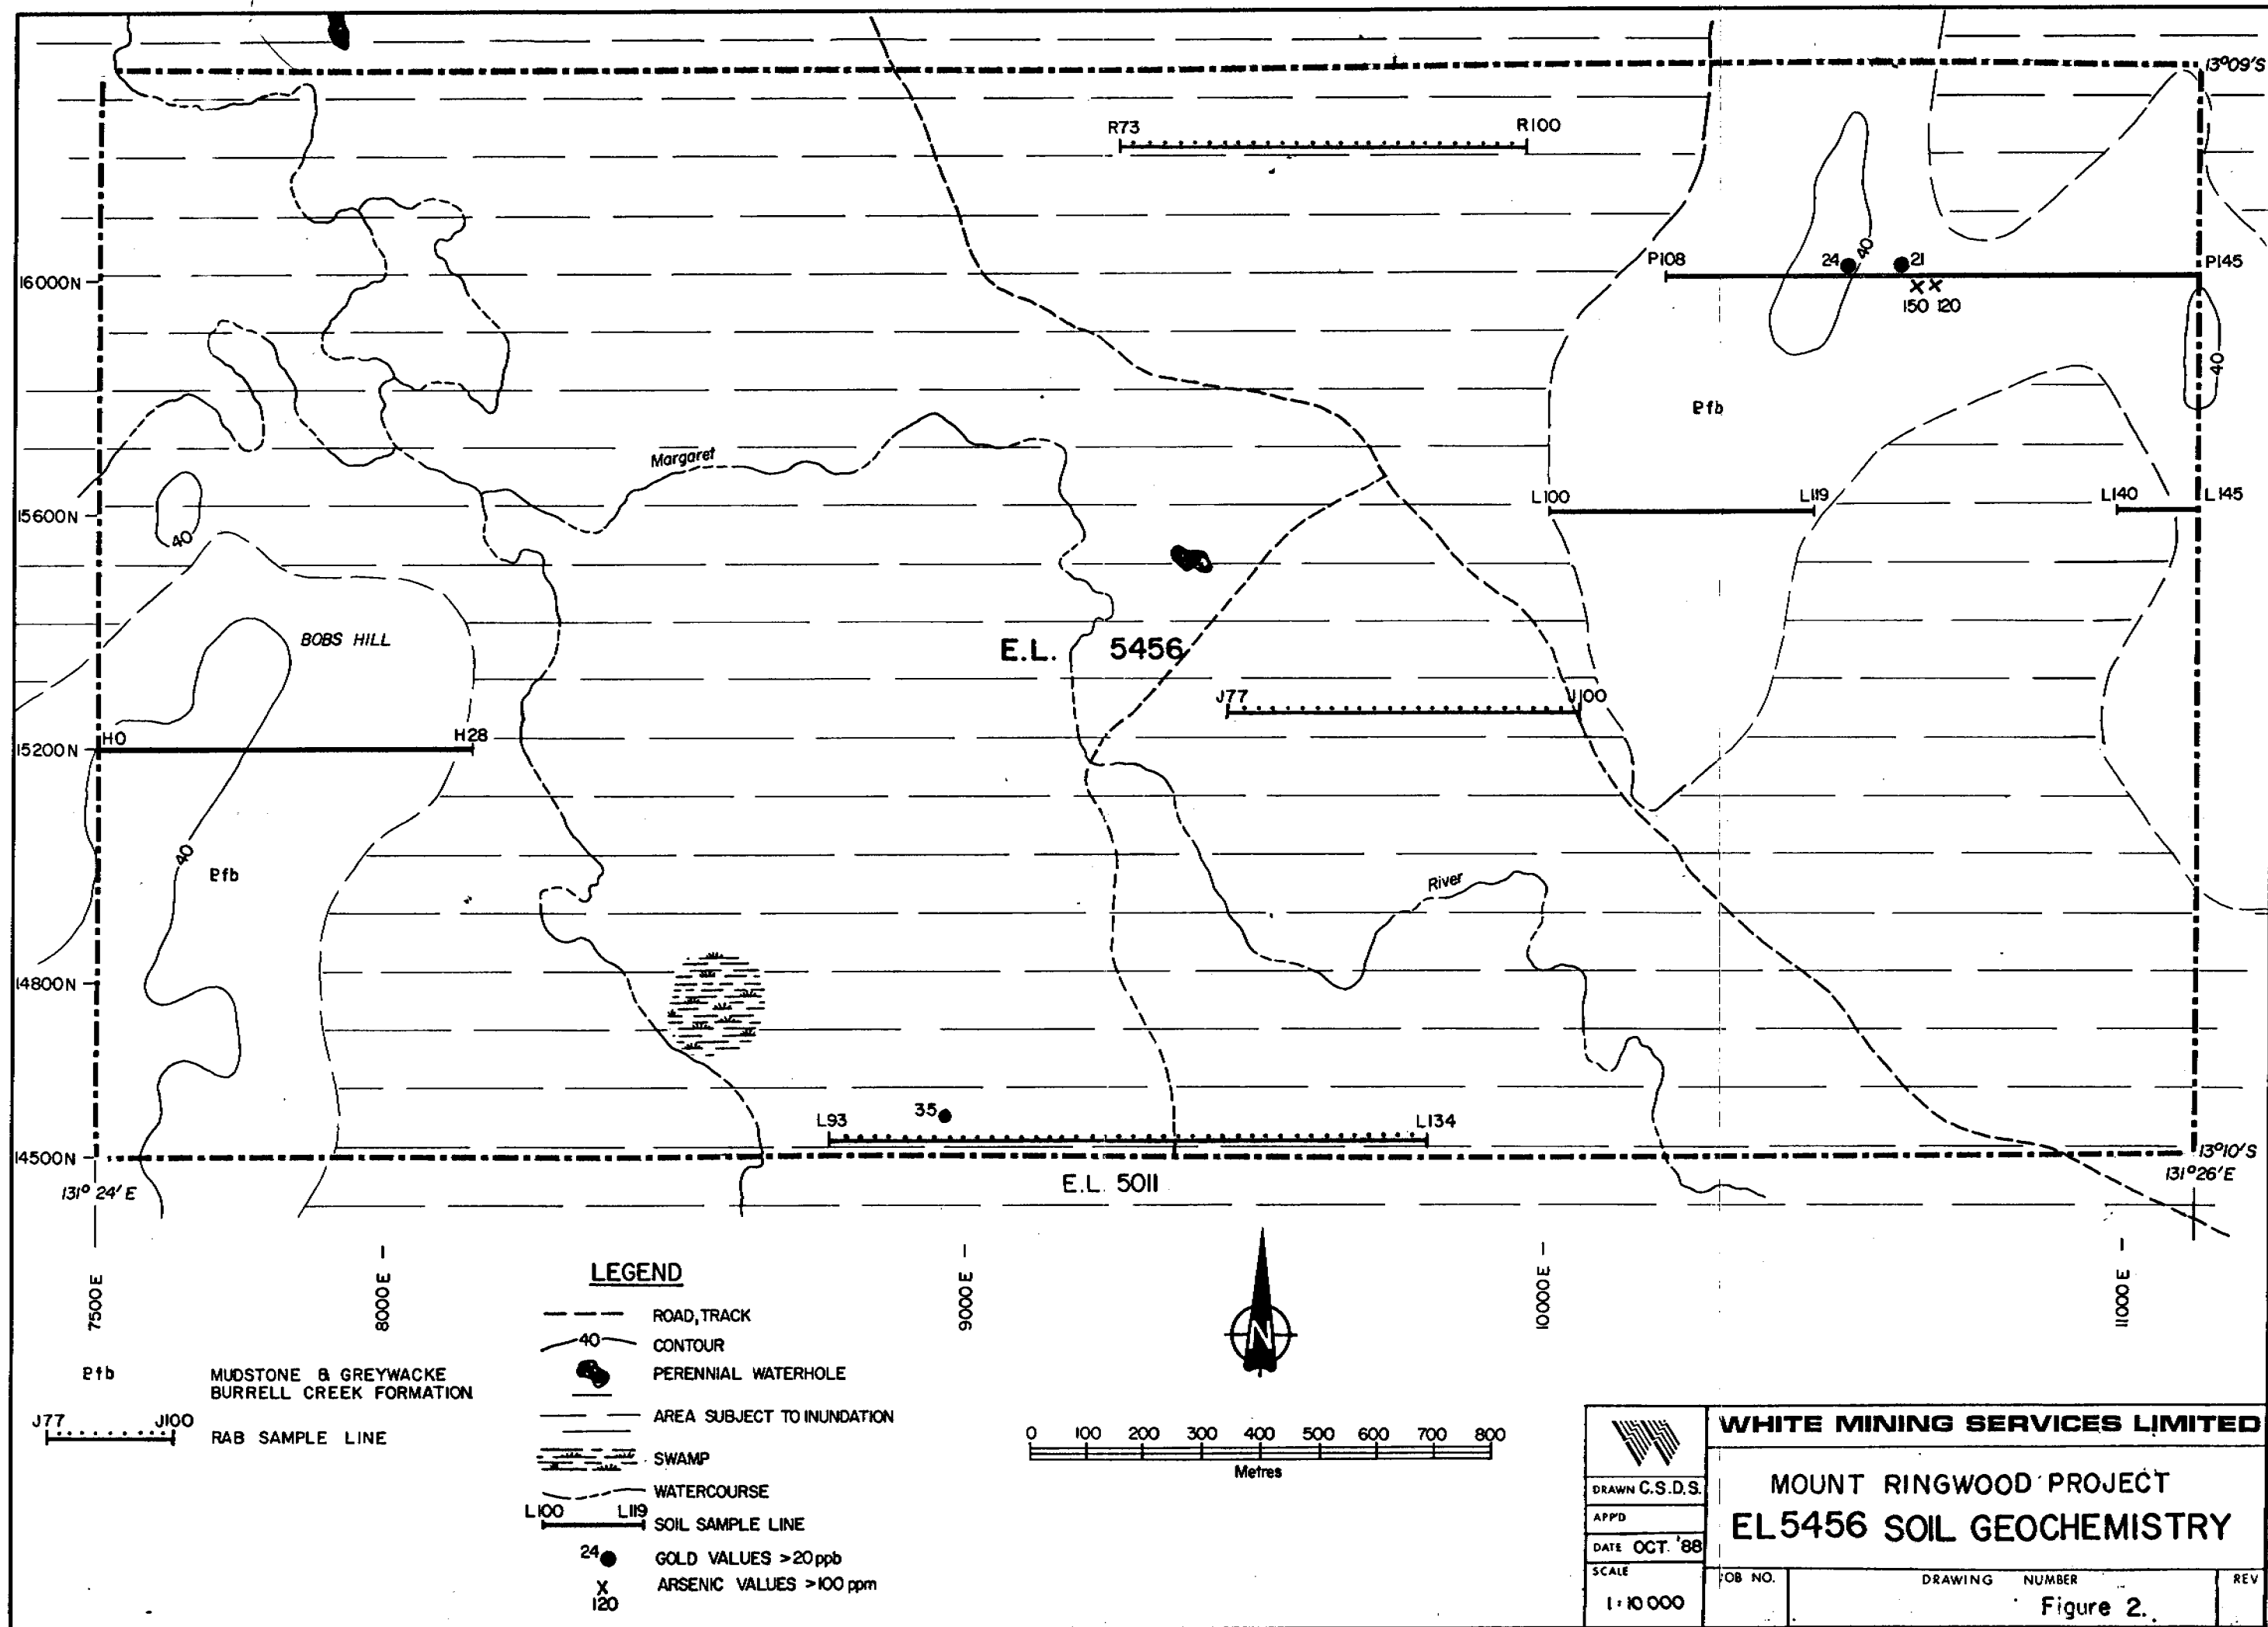 13°09'S
R73 R100
P108 24 40 21 P145
16000N
150 120
40
Pfb
Margaret
L100 L119 L140 L145
15600N
40
BOBS HILL
E.L. 5456
J77 J100
HO H28
15200N
40
Pfb
River
14800N
35
L93 L134
14500N
13°10'S
131° 24' E
131° 26' E
E.L. 5011
7500E
8000E
9000E
10000E
11000E
LEGEND
ROAD, TRACK
40 CONTOUR
PERENNIAL WATERHOLE
AREA SUBJECT TO INUNDATION
SWAMP
WATERCOURSE
L100 L119 SOIL SAMPLE LINE
24 GOLD VALUES >20 ppb
X ARSENIC VALUES >100 ppm
120
Pfb MUDSTONE & GREYWACKE
BURRELL CREEK FORMATION
J77 J100 RAB SAMPLE LINE
N
0 100 200 300 400 500 600 700 800
Metres
WHITE MINING SERVICES LIMITED
MOUNT RINGWOOD PROJECT
EL5456 SOIL GEOCHEMISTRY
DRAWN C.S.D.S.
APP'D
DATE OCT. '88
SCALE
1:10 000
JOB NO.
DRAWING NUMBER
Figure 2.
REV